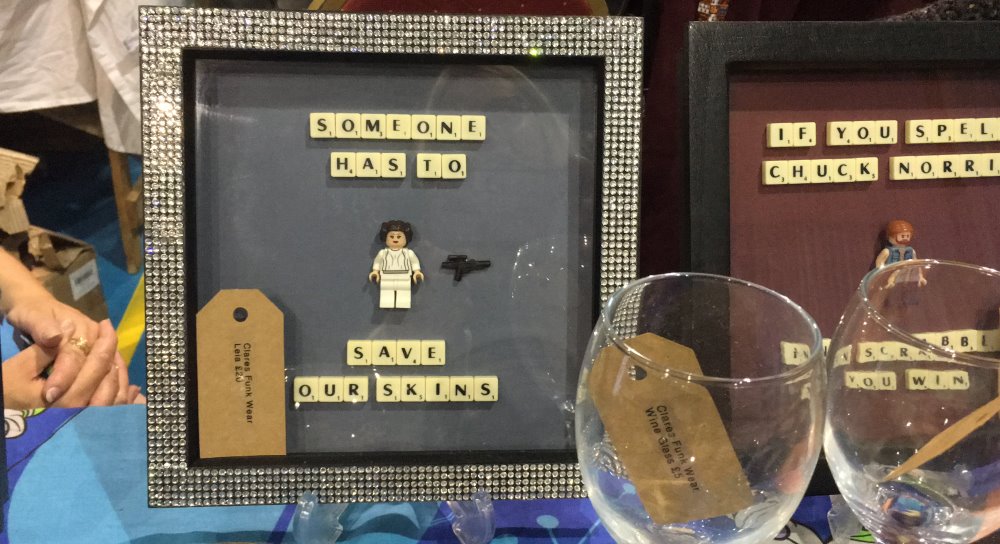 SOMEONE
HAS TO
SAVE
OUR SKINS
Clares Funk Wear
Leia £20
IF YOU SPEL
CHUCK NORRI
SCRABBL
YOU WIN
Clares Funk Wear
Wine Glass £5